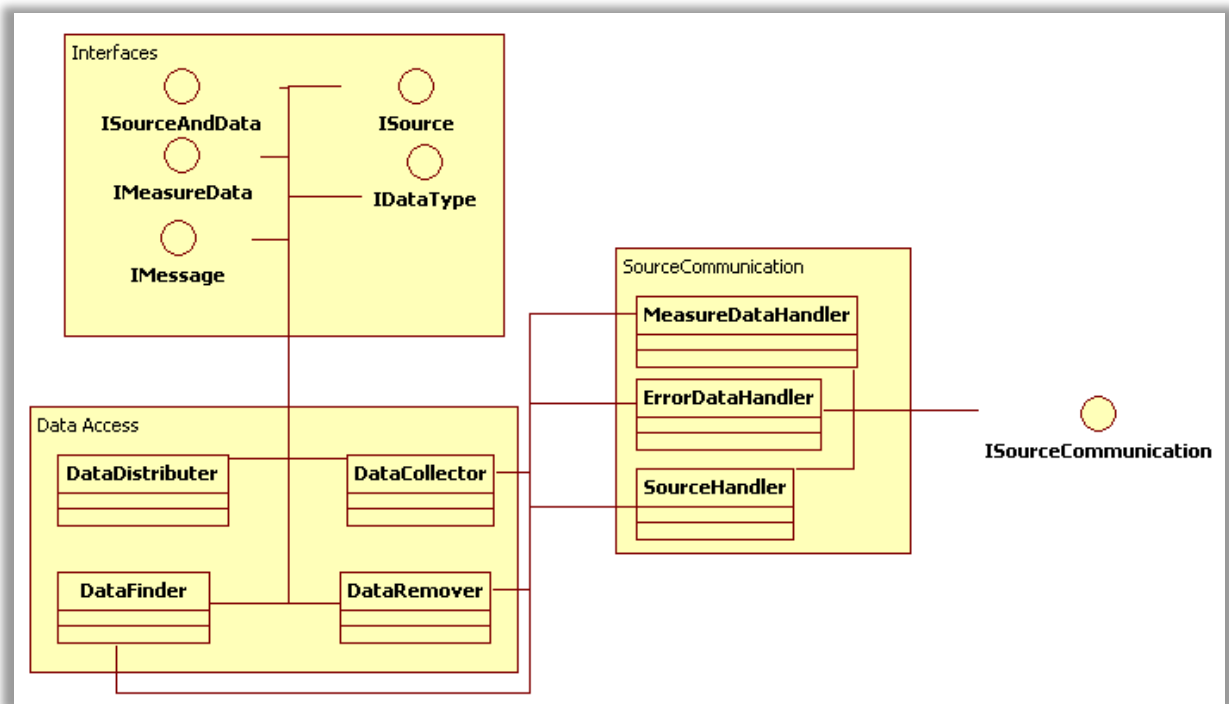 Interfaces
ISourceAndData
ISource
IMeasureData
IDataType
IMessage
SourceCommunication
MeasureDataHandler
ErrorDataHandler
SourceHandler
ISourceCommunication
Data Access
DataDistributer
DataCollector
DataFinder
DataRemover